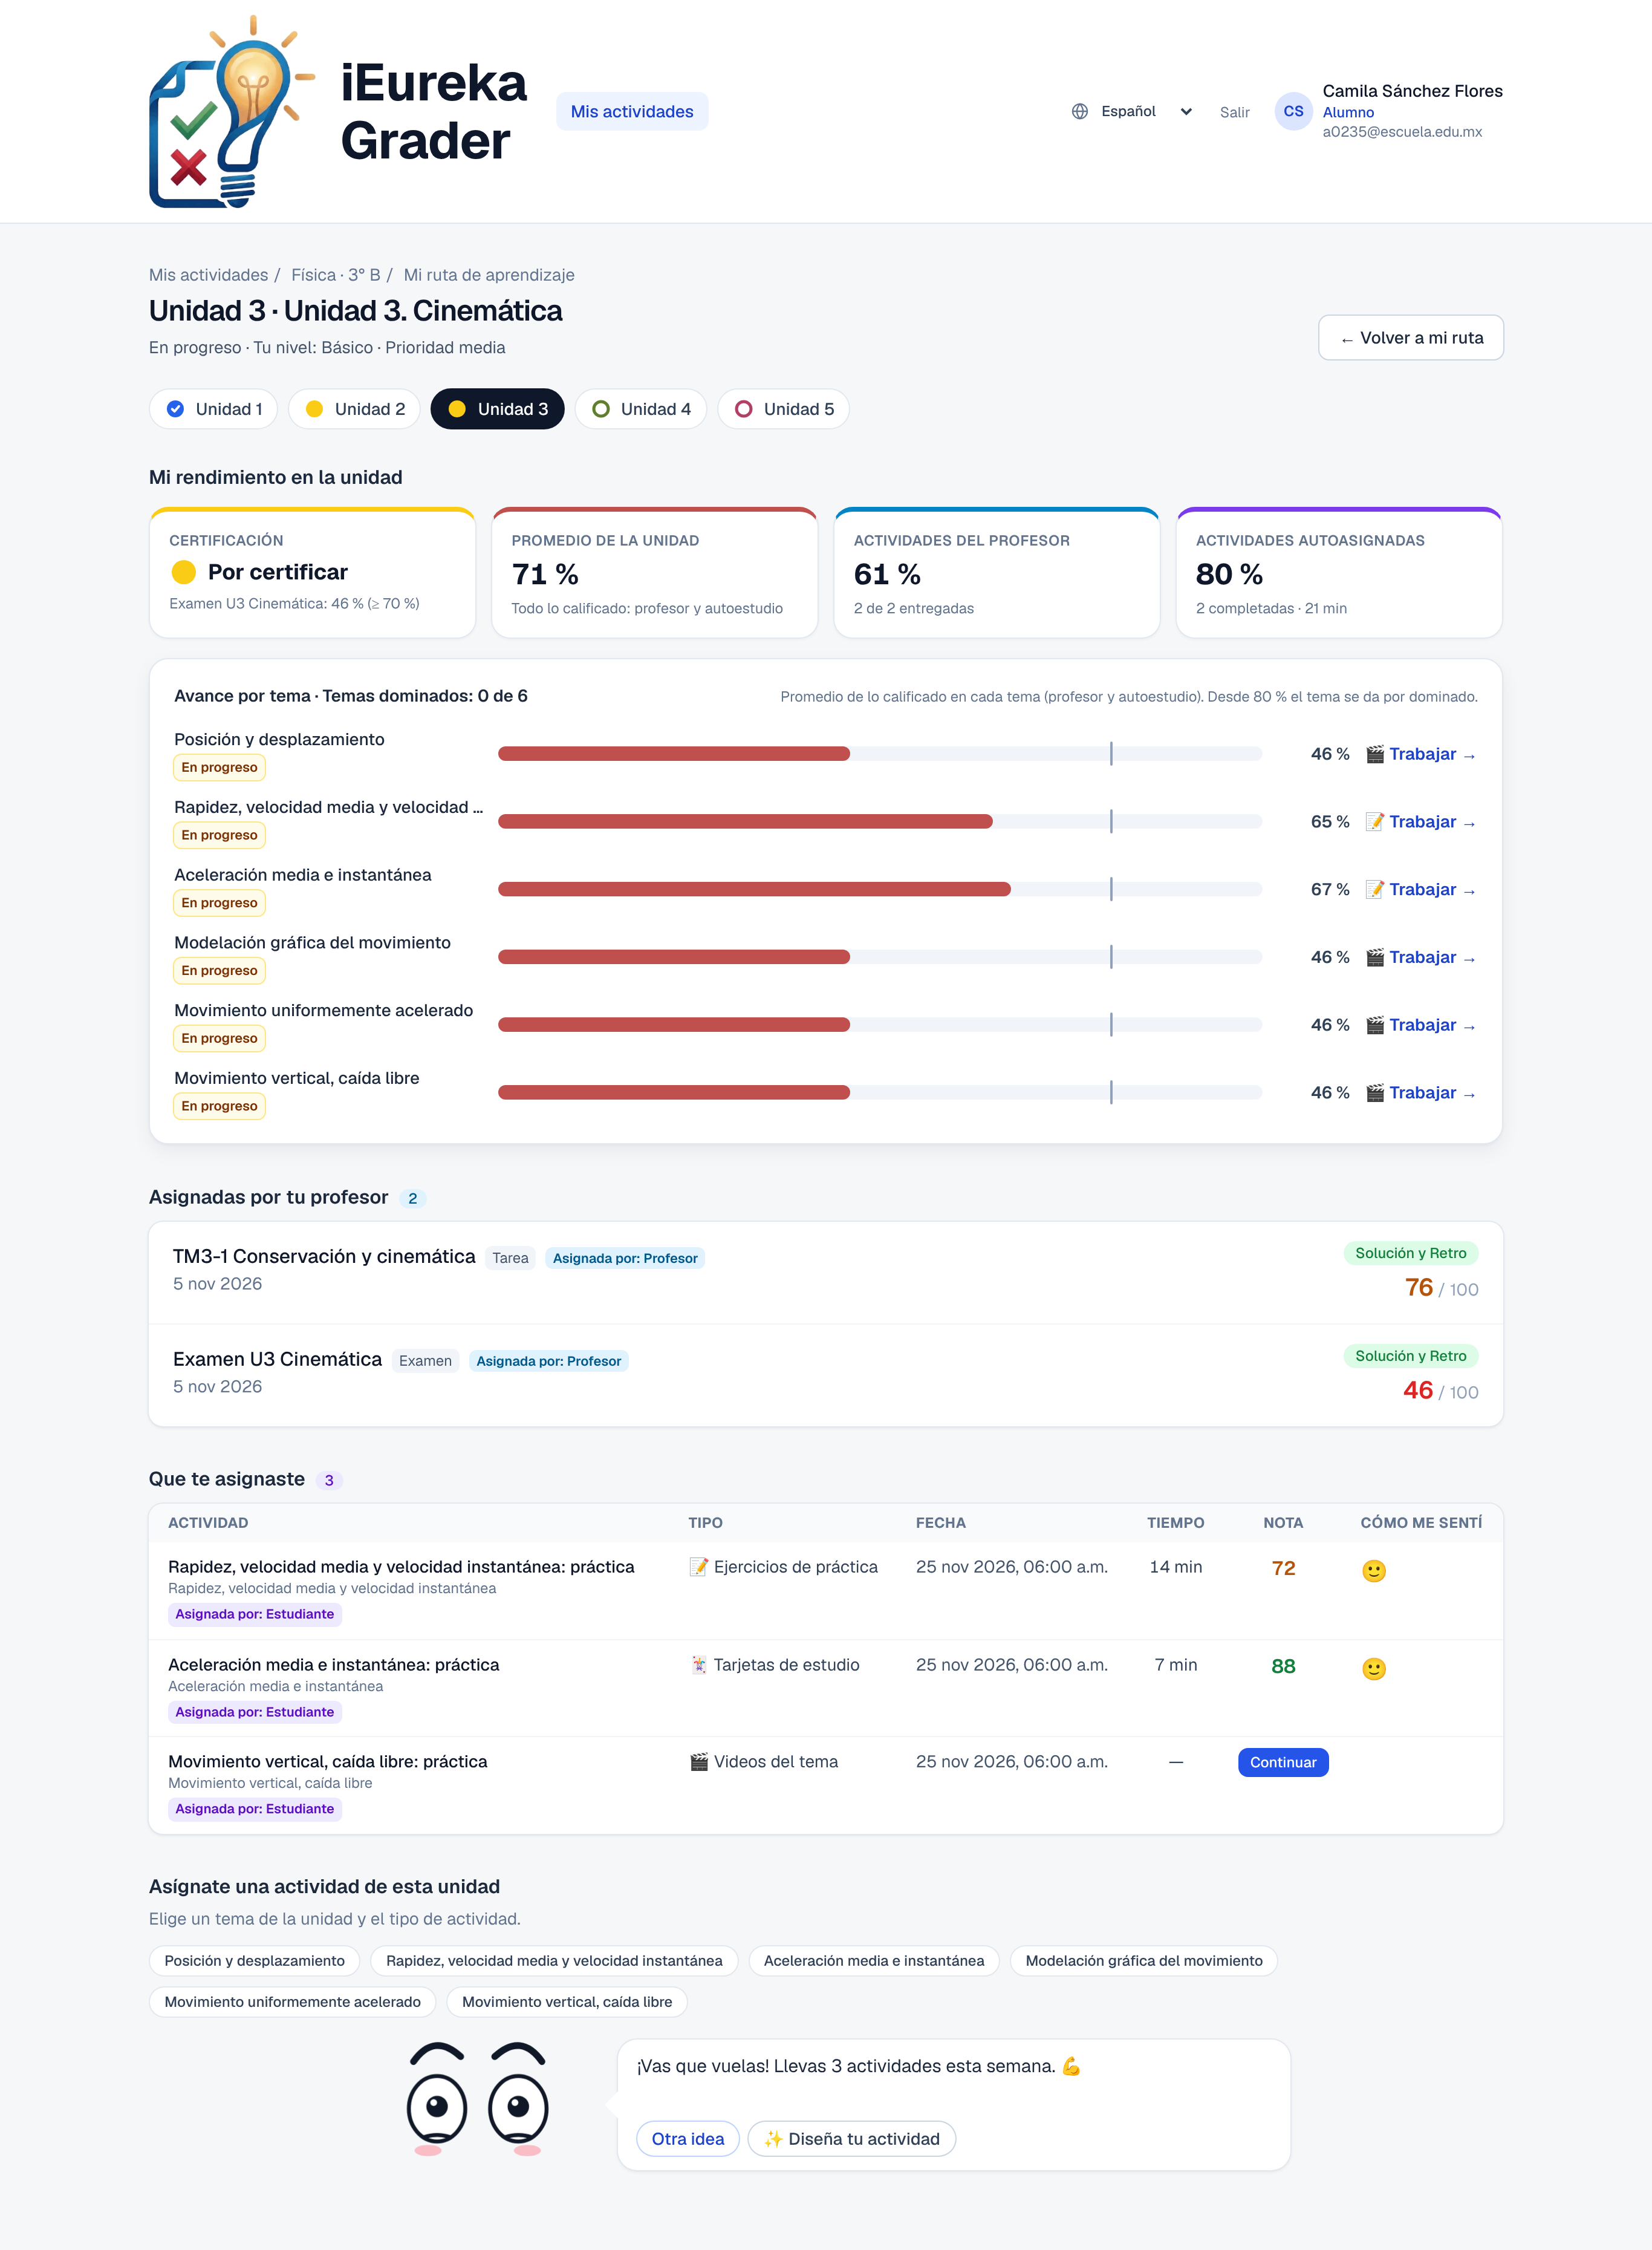 iEureka
Grader
Mis actividades
Español
Salir
CS
Camila Sánchez Flores
Alumno
a0235@escuela.edu.mx
Mis actividades / Física · 3° B / Mi ruta de aprendizaje
Unidad 3 · Unidad 3. Cinemática
En progreso · Tu nivel: Básico · Prioridad media
← Volver a mi ruta
Unidad 1
Unidad 2
Unidad 3
Unidad 4
Unidad 5
Mi rendimiento en la unidad
CERTIFICACIÓN
Por certificar
Examen U3 Cinemática: 46 % (≥ 70 %)
PROMEDIO DE LA UNIDAD
71 %
Todo lo calificado: profesor y autoestudio
ACTIVIDADES DEL PROFESOR
61 %
2 de 2 entregadas
ACTIVIDADES AUTOASIGNADAS
80 %
2 completadas · 21 min
Avance por tema · Temas dominados: 0 de 6
Promedio de lo calificado en cada tema (profesor y autoestudio). Desde 80 % el tema se da por dominado.
Posición y desplazamiento
En progreso
46 % 🎬 Trabajar →
Rapidez, velocidad media y velocidad ...
En progreso
65 % 📝 Trabajar →
Aceleración media e instantánea
En progreso
67 % 📝 Trabajar →
Modelación gráfica del movimiento
En progreso
46 % 🎬 Trabajar →
Movimiento uniformemente acelerado
En progreso
46 % 🎬 Trabajar →
Movimiento vertical, caída libre
En progreso
46 % 🎬 Trabajar →
Asignadas por tu profesor 2
TM3-1 Conservación y cinemática Tarea Asignada por: Profesor
5 nov 2026
Solución y Retro
76 / 100
Examen U3 Cinemática Examen Asignada por: Profesor
5 nov 2026
Solución y Retro
46 / 100
Que te asignaste 3
ACTIVIDAD TIPO FECHA TIEMPO NOTA CÓMO ME SENTÍ
Rapidez, velocidad media y velocidad instantánea: práctica 📝 Ejercicios de práctica 25 nov 2026, 06:00 a.m. 14 min 72 🙂
Rapidez, velocidad media y velocidad instantánea
Asignada por: Estudiante
Aceleración media e instantánea: práctica 🃏 Tarjetas de estudio 25 nov 2026, 06:00 a.m. 7 min 88 🙂
Aceleración media e instantánea
Asignada por: Estudiante
Movimiento vertical, caída libre: práctica 🎬 Videos del tema 25 nov 2026, 06:00 a.m. — Continuar
Movimiento vertical, caída libre
Asignada por: Estudiante
Asígnate una actividad de esta unidad
Elige un tema de la unidad y el tipo de actividad.
Posición y desplazamiento
Rapidez, velocidad media y velocidad instantánea
Aceleración media e instantánea
Modelación gráfica del movimiento
Movimiento uniformemente acelerado
Movimiento vertical, caída libre
¡Vas que vuelas! Llevas 3 actividades esta semana. 💪
Otra idea
✨ Diseña tu actividad